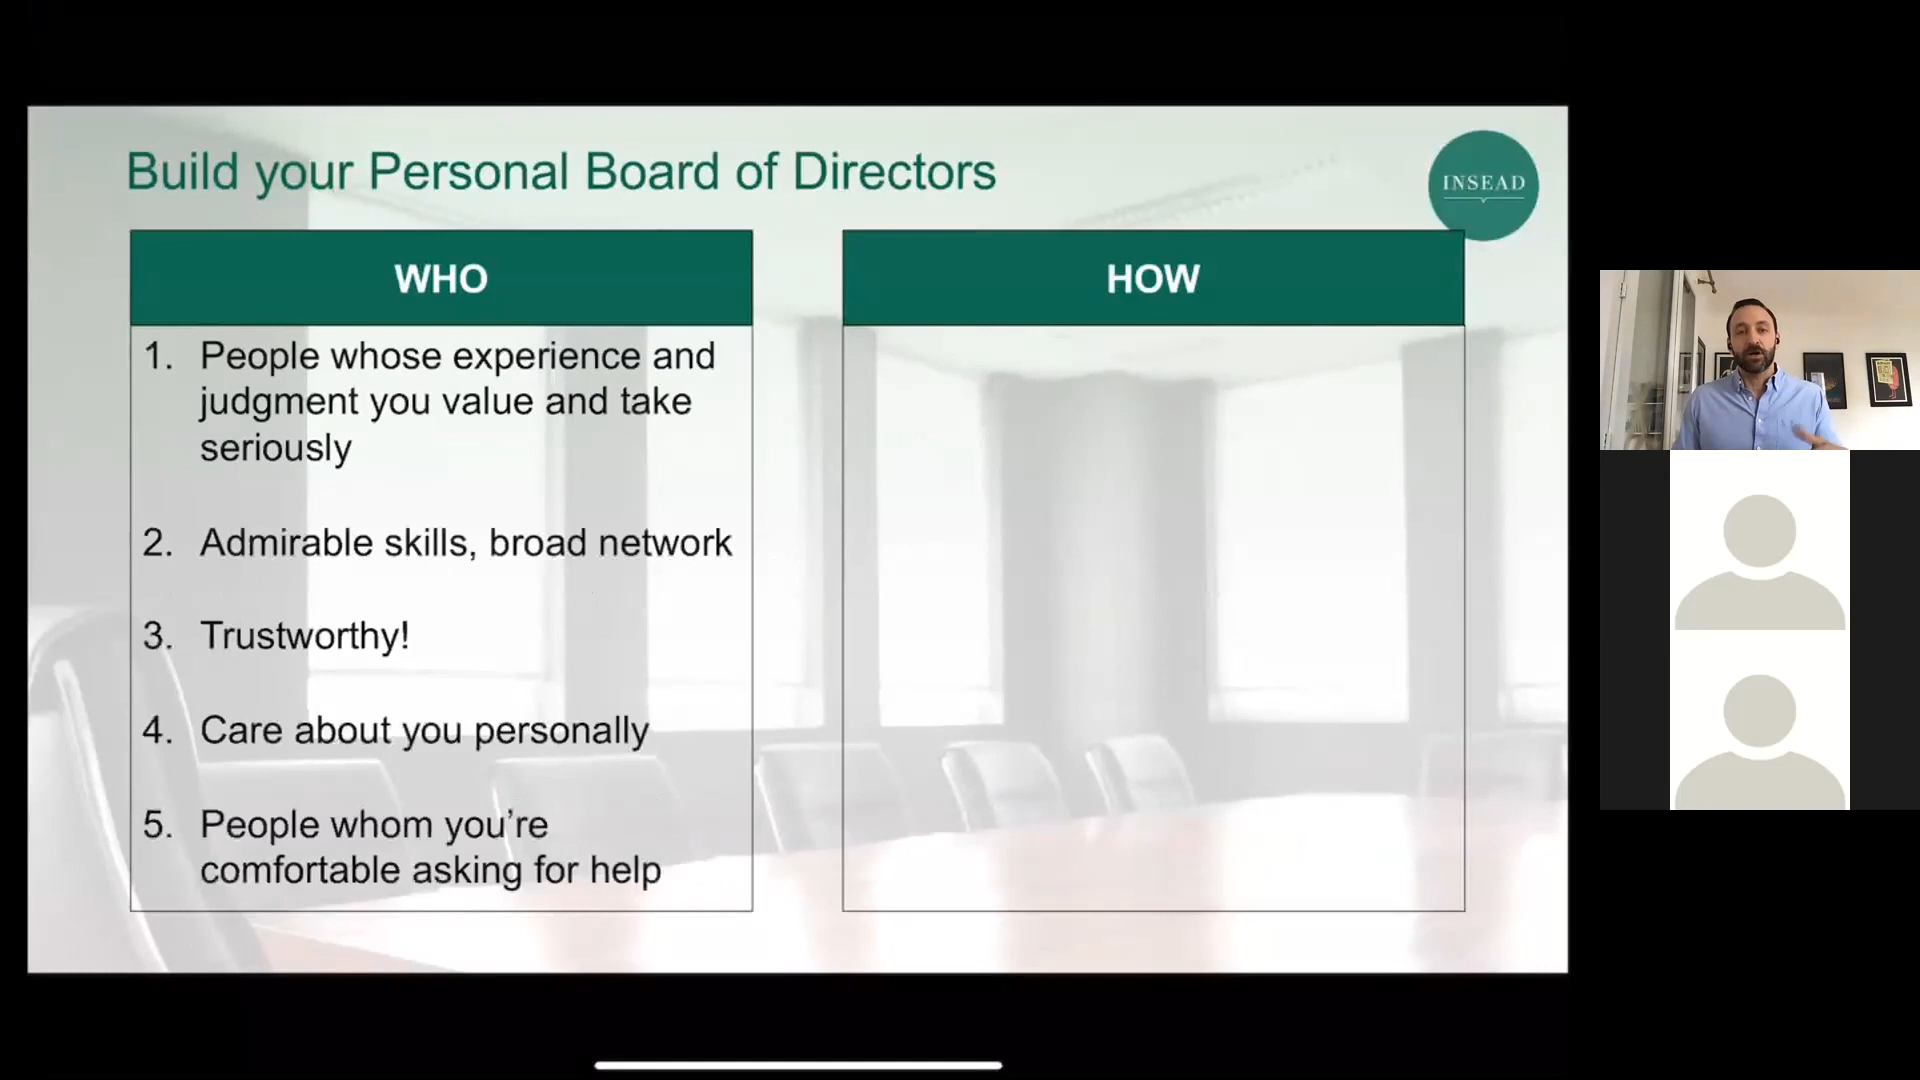 Build your Personal Board of Directors
INSEAD
WHO
1. People whose experience and
judgment you value and take
seriously
2. Admirable skills, broad network
3. Trustworthy!
4. Care about you personally
5. People whom you’re
comfortable asking for help
HOW